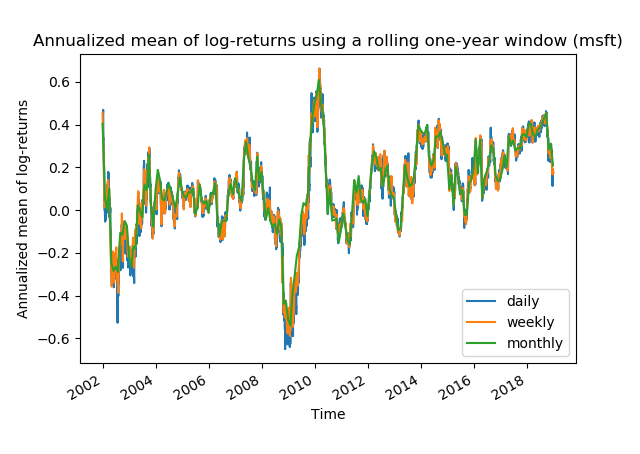 Annualized mean of log-returns using a rolling one-year window (msft)
Annualized mean of log-returns
0.6
0.4
0.2
0.0
−0.2
−0.4
−0.6
daily
weekly
monthly
2002
2004
2006
2008
2010
2012
2014
2016
2018
Time